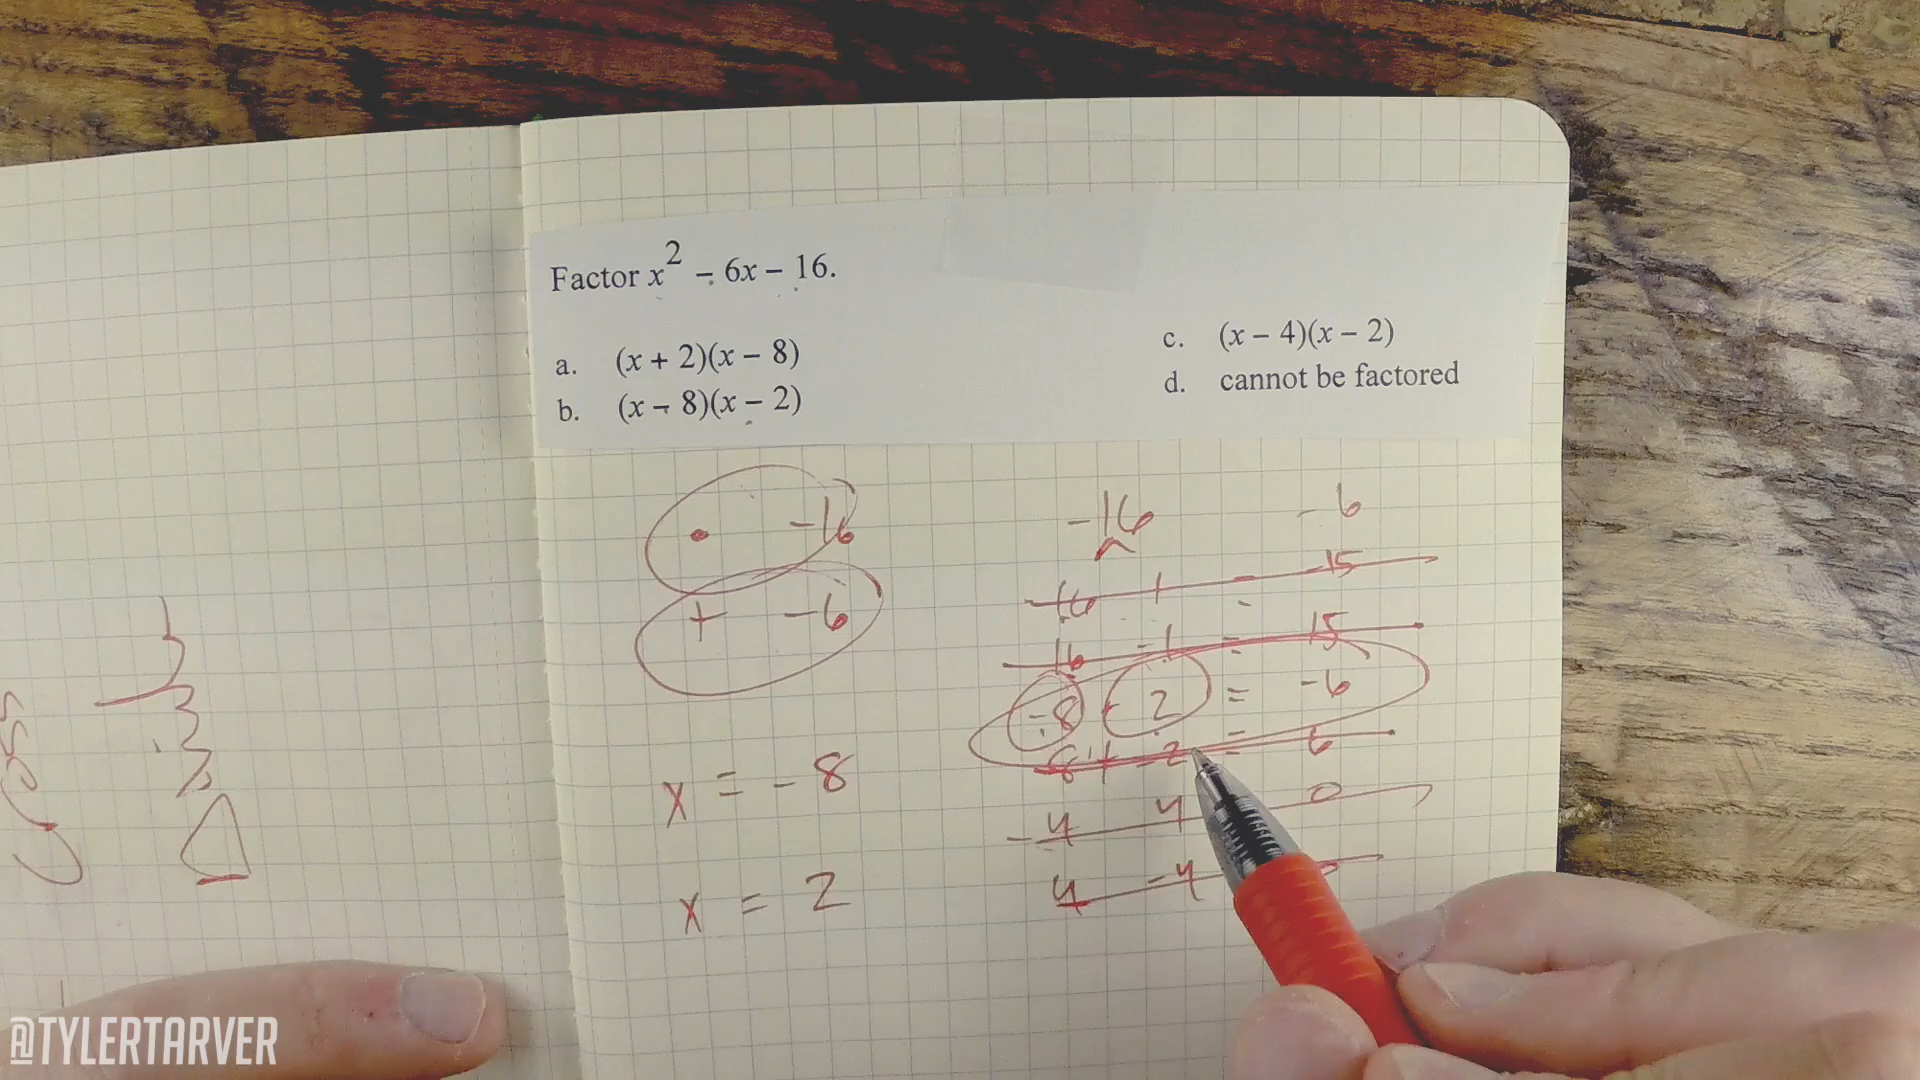 Factor x² – 6x – 16.
a. (x + 2)(x – 8)
b. (x – 8)(x – 2)
c. (x – 4)(x – 2)
d. cannot be factored
• -16
+ -6
x = -8
x = 2
-16 -6
-16 1 = -15
16 -1 = 15
-8 + 2 = -6
8 + -2 = 6
-4 4 0
4 -4
@TYLERTARVER